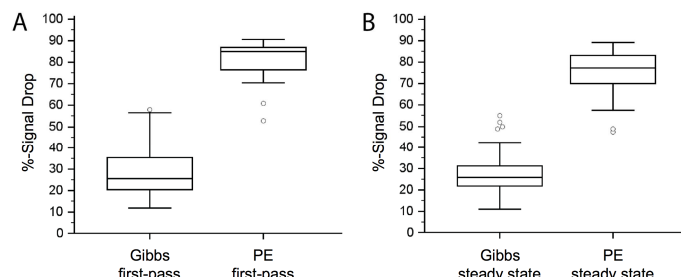 A
%-Signal Drop
100
90
80
70
60
50
40
30
20
10
0
Gibbs
first-pass
PE
first-pass
B
%-Signal Drop
100
90
80
70
60
50
40
30
20
10
0
Gibbs
steady state
PE
steady state